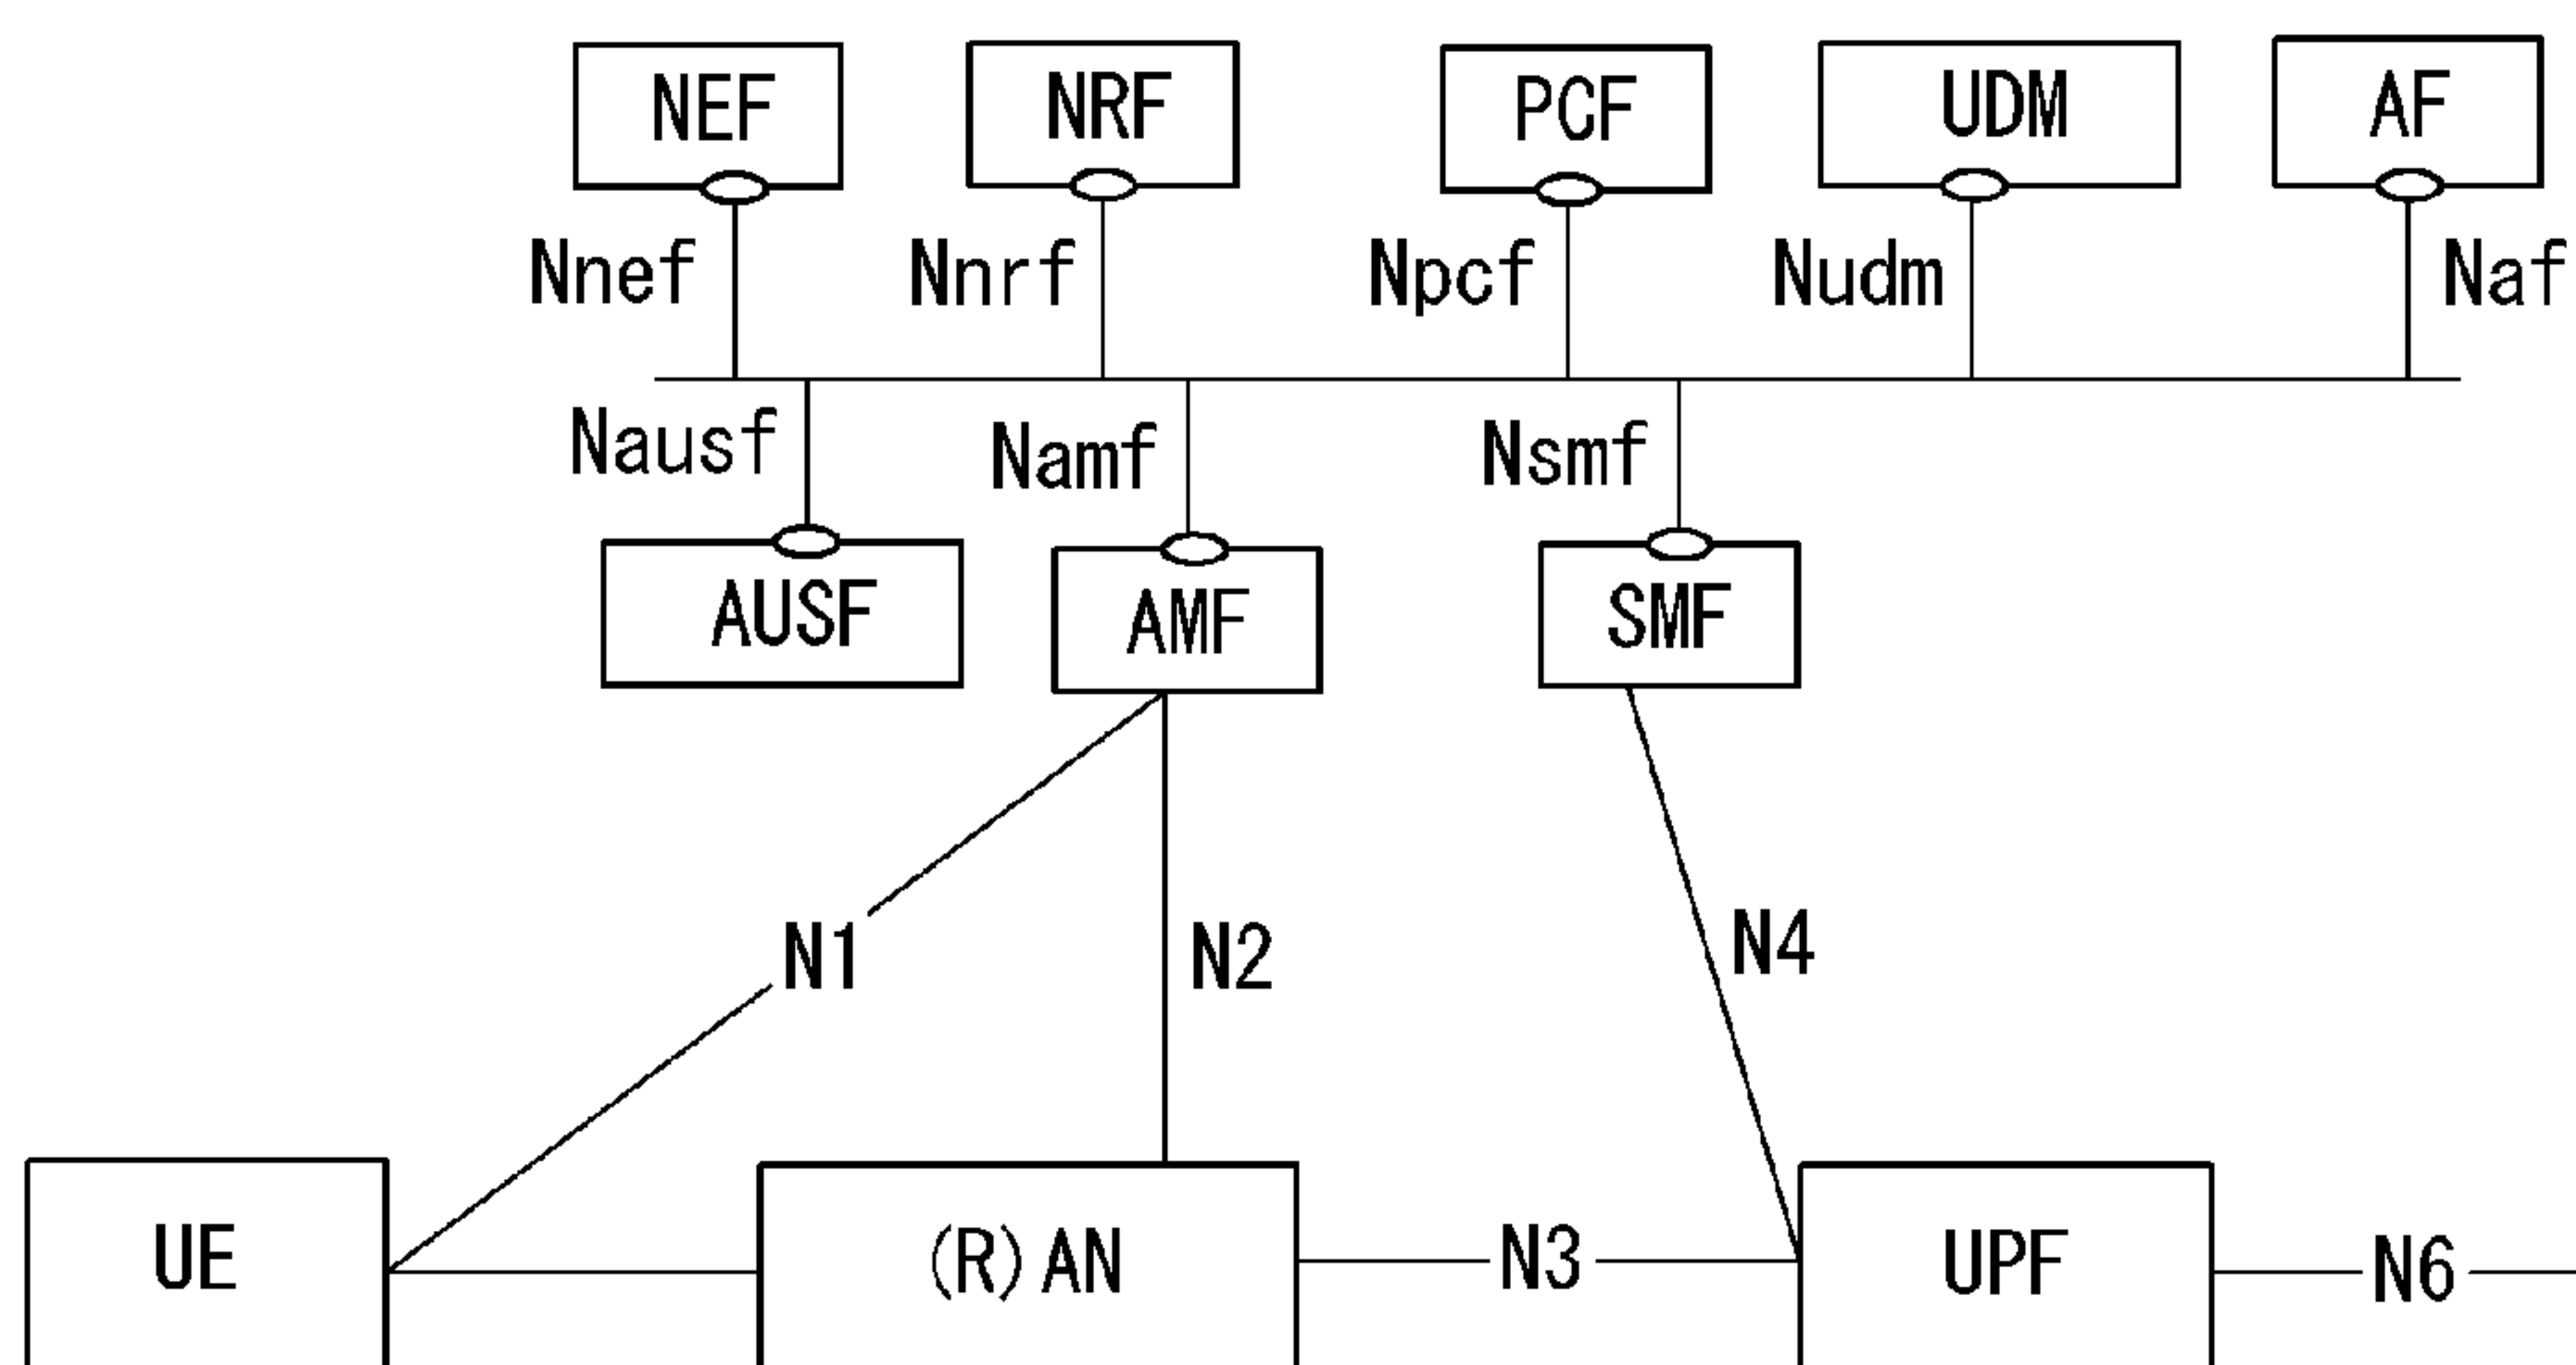 NEF NRF PCF UDM AF
Nnef Nnrf Npcf Nudm Naf
Nausf Namf Nsmf
AUSF AMF SMF
N1 N2 N4
UE (R)AN N3 UPF N6